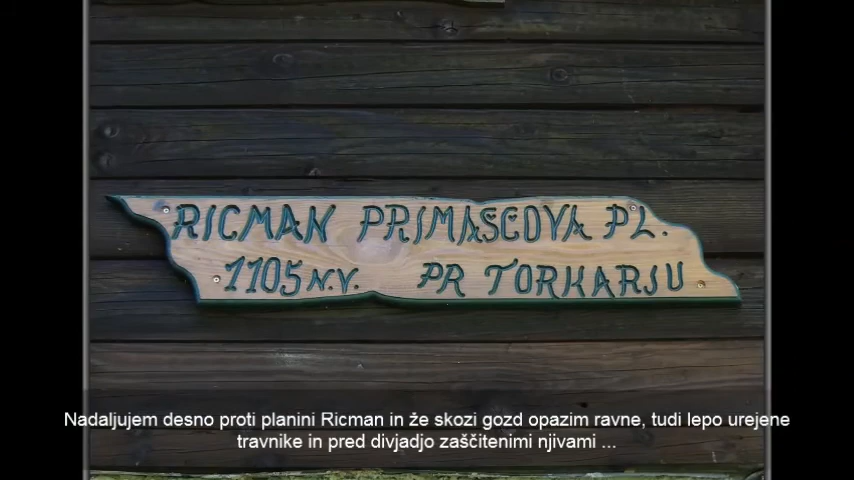 RICMAN PRIMASCOVA PL.
1105 N.V. PR TORKARJU
Nadaljujem desno proti planini Ricman in že skozi gozd opazim ravne, tudi lepo urejene
travnike in pred divjadjo zaščitenimi njivami ...